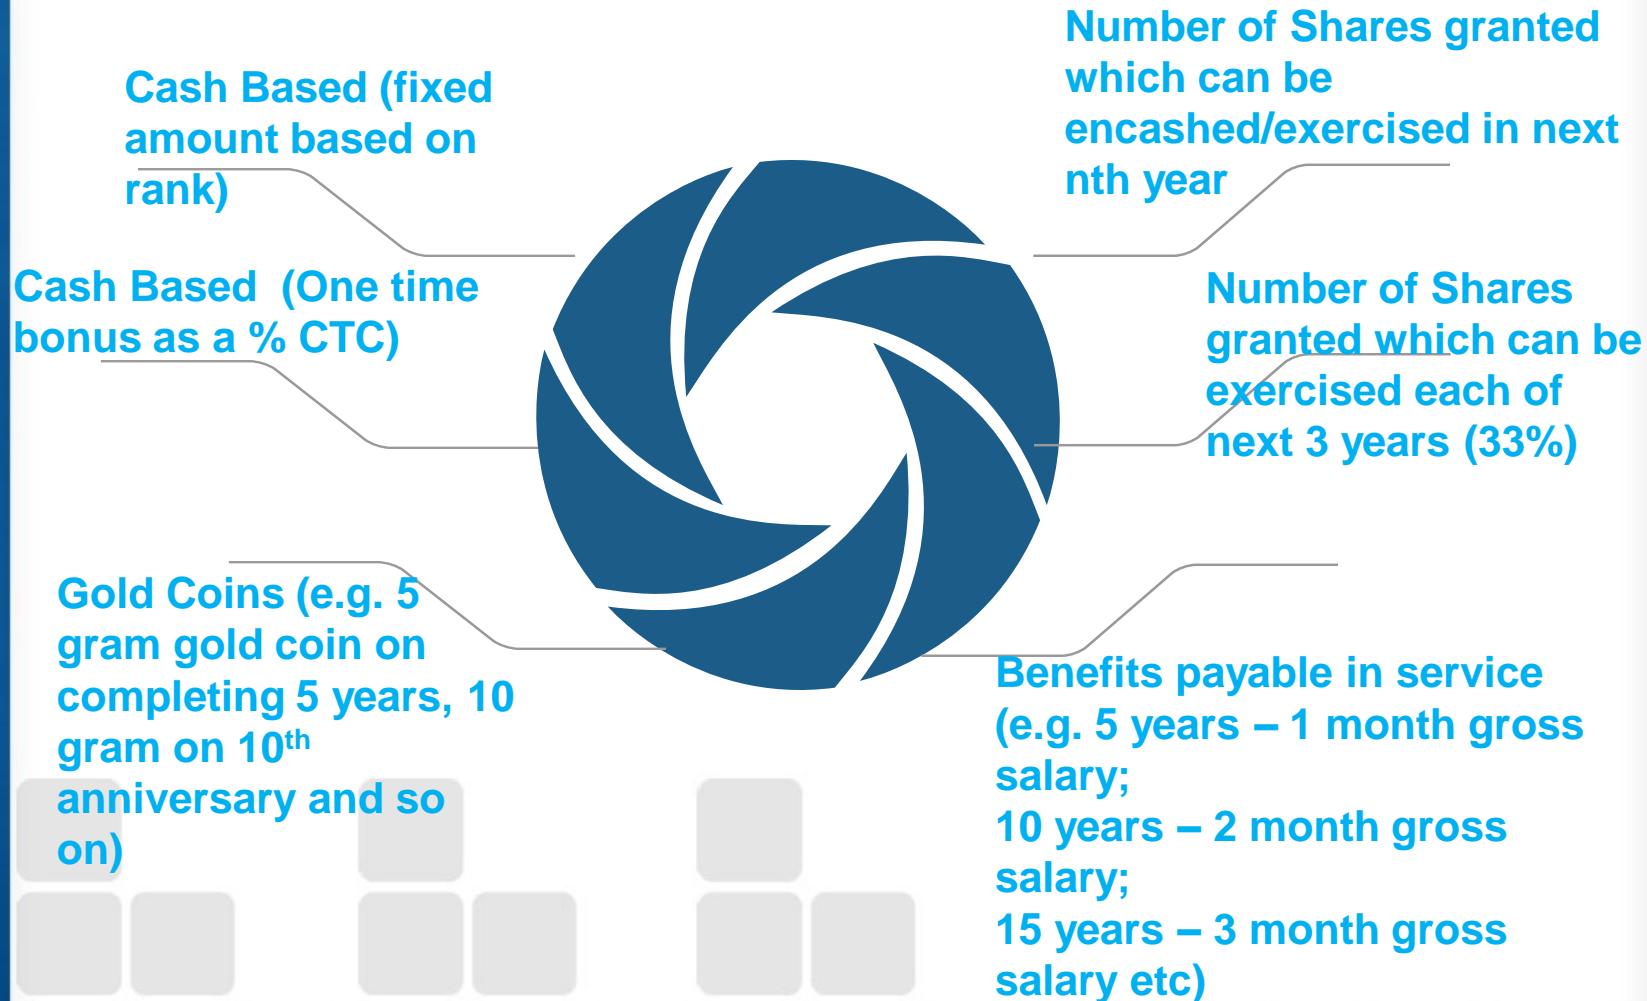 Cash Based (fixed
amount based on
rank)
Cash Based  (One time
bonus as a % CTC)
Gold Coins (e.g. 5
gram gold coin on
completing 5 years, 10
gram on 10th
anniversary and so
on)
Number of Shares granted
which can be
encashed/exercised in next
nth year
Number of Shares
granted which can be
exercised each of
next 3 years (33%)
Benefits payable in service
(e.g. 5 years – 1 month gross
salary;
10 years – 2 month gross
salary;
15 years – 3 month gross
salary etc)